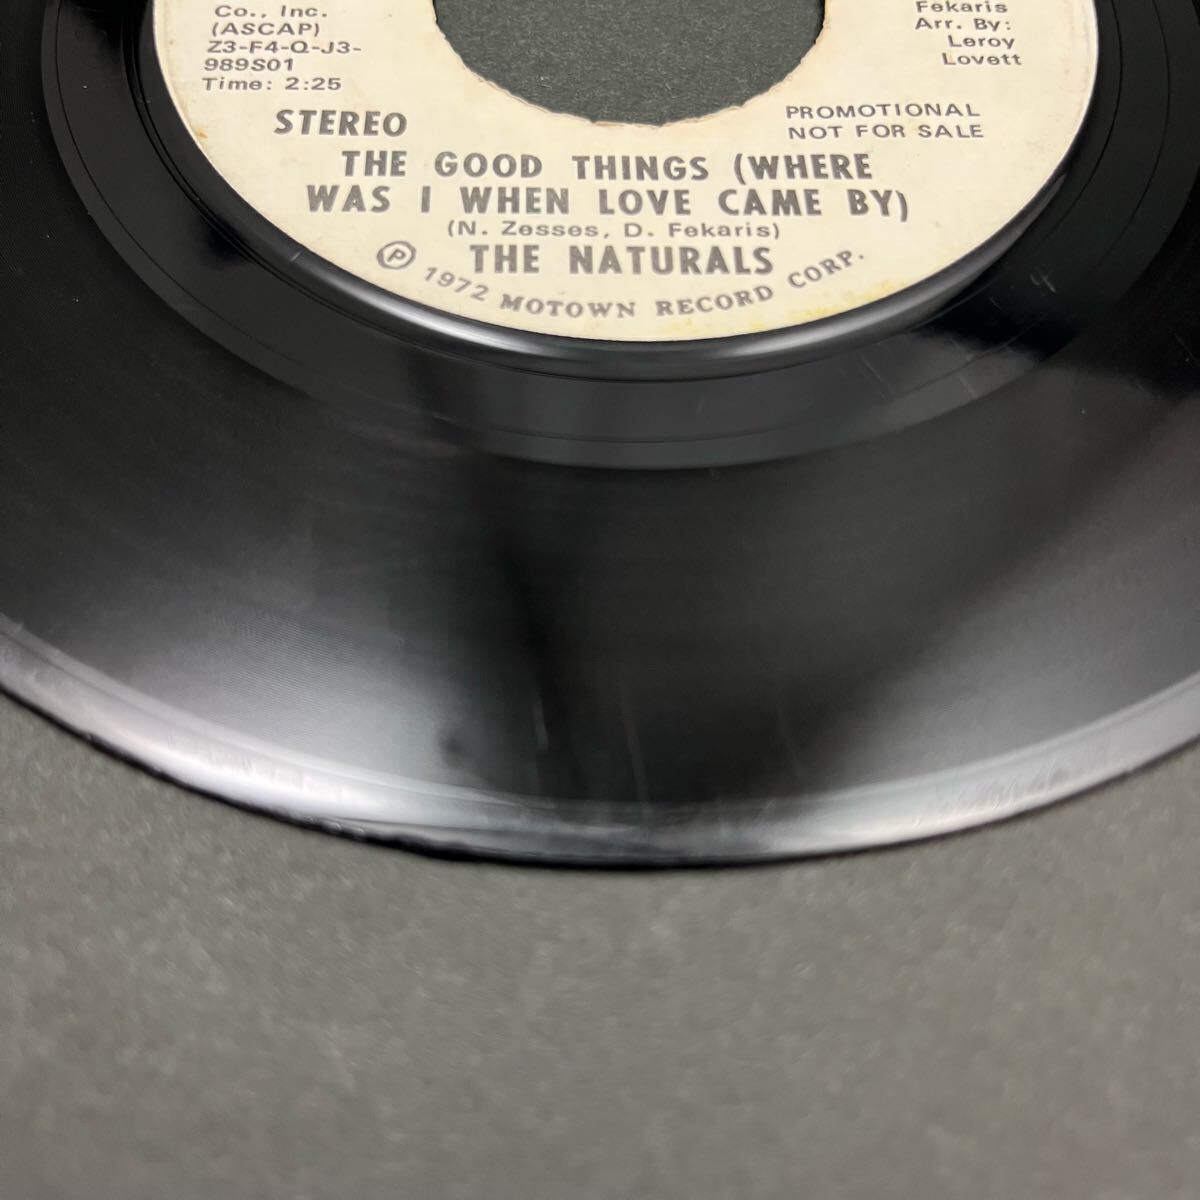 Co., Inc.
(ASCAP)
Z3-F4-Q-J3-
989S01
Time: 2:25
Fekaris
Arr. By:
Leroy
Lovett
STEREO
PROMOTIONAL
NOT FOR SALE
THE GOOD THINGS (WHERE
WAS I WHEN LOVE CAME BY)
(N. Zesses, D. Fekaris)
THE NATURALS
Ⓟ 1972 MOTOWN RECORD CORP.